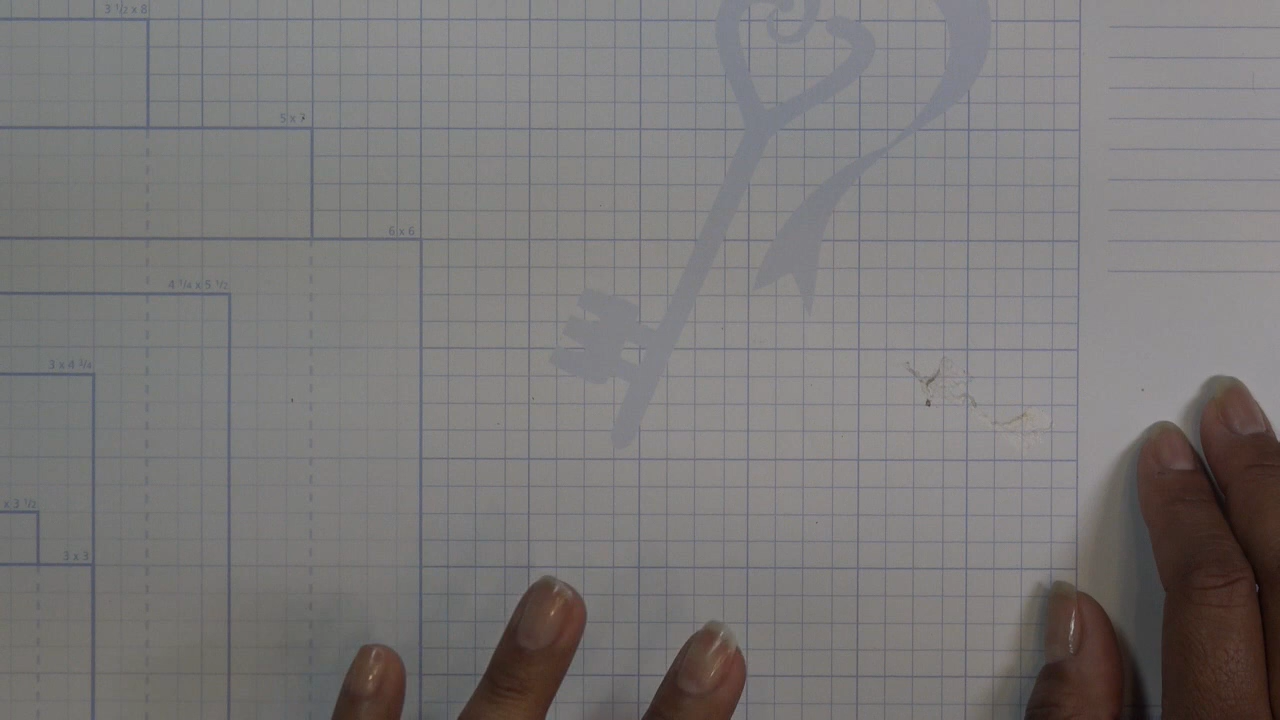 3 1/2 x 8
5 x 7
6 x 6
4 1/4 x 5 1/2
3 x 4 3/4
x 3 1/2
3 x 3